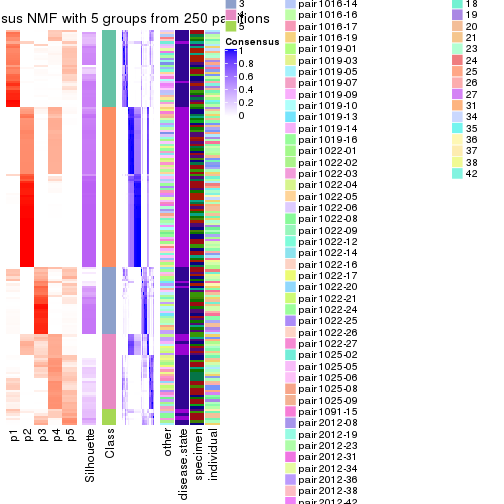 sus NMF with 5 groups from 250 partitions
3
4
5
Consensus
1
0.8
0.6
0.4
0.2
0
p1
p2
p3
p4
p5
Silhouette
Class
other
disease.state
specimen
individual
pair1016-14
pair1016-16
pair1016-17
pair1019-01
pair1019-03
pair1019-05
pair1019-07
pair1019-09
pair1019-10
pair1019-13
pair1019-14
pair1019-16
pair1022-01
pair1022-02
pair1022-03
pair1022-04
pair1022-05
pair1022-06
pair1022-08
pair1022-09
pair1022-12
pair1022-14
pair1022-16
pair1022-17
pair1022-20
pair1022-21
pair1022-24
pair1022-25
pair1022-26
pair1022-27
pair1025-02
pair1025-05
pair1025-06
pair1025-08
pair1025-09
pair1091-15
pair2012-08
pair2012-19
pair2012-23
pair2012-31
pair2012-34
pair2012-36
pair2012-38
pair2012-42
18
19
20
21
23
24
25
26
27
31
34
35
36
37
38
42